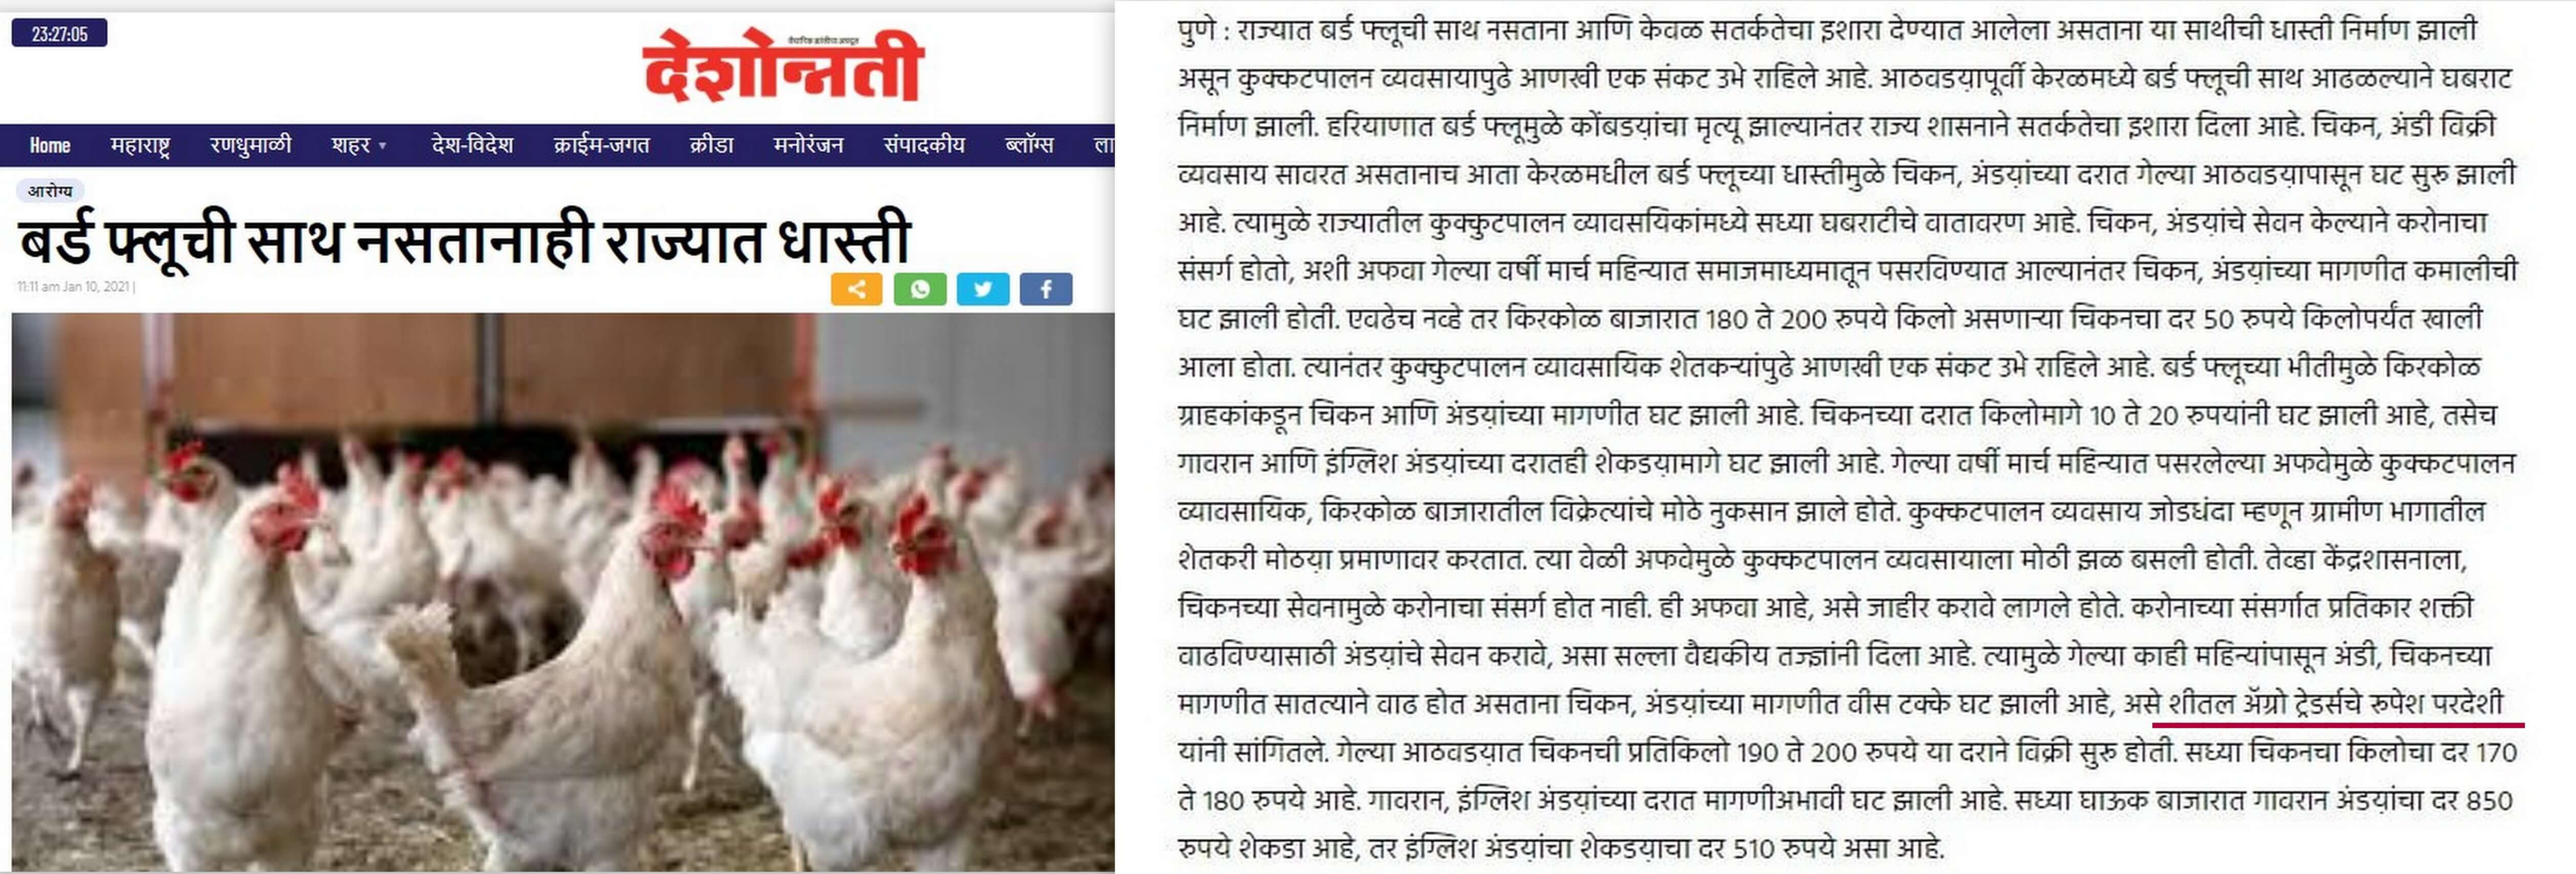 23:27:05
देशोन्नती
Home महाराष्ट्र रणधुमाळी शहर देश-विदेश क्राईम-जगत क्रीडा मनोरंजन संपादकीय ब्लॉग्स ला
आरोग्य
बर्ड फ्लूची साथ नसतानाही राज्यात धास्ती
11:11 am Jan 10, 2021 |
पुणे : राज्यात बर्ड फ्लूची साथ नसताना आणि केवळ सतर्कतेचा इशारा देण्यात आलेला असताना या साथीची धास्ती निर्माण झाली
असून कुक्कटपालन व्यवसायापुढे आणखी एक संकट उभे राहिले आहे. आठवडय़ापूर्वी केरळमध्ये बर्ड फ्लूची साथ आढळल्याने घबराट
निर्माण झाली. हरियाणात बर्ड फ्लूमुळे कोंबडय़ांचा मृत्यू झाल्यानंतर राज्य शासनाने सतर्कतेचा इशारा दिला आहे. चिकन, अंडी विक्री
व्यवसाय सावरत असतानाच आता केरळमधील बर्ड फ्लूच्या धास्तीमुळे चिकन, अंडय़ांच्या दरात गेल्या आठवडय़ापासून घट सुरू झाली
आहे. त्यामुळे राज्यातील कुक्कुटपालन व्यावसायिकांमध्ये सध्या घबराटीचे वातावरण आहे. चिकन, अंडय़ांचे सेवन केल्याने करोनाचा
संसर्ग होतो, अशी अफवा गेल्या वर्षी मार्च महिन्यात समाजमाध्यमातून पसरविण्यात आल्यानंतर चिकन, अंडय़ांच्या मागणीत कमालीची
घट झाली होती. एवढेच नव्हे तर किरकोळ बाजारात 180 ते 200 रुपये किलो असणाऱ्या चिकनचा दर 50 रुपये किलोपर्यंत खाली
आला होता. त्यानंतर कुक्कुटपालन व्यावसायिक शेतकऱ्यांपुढे आणखी एक संकट उभे राहिले आहे. बर्ड फ्लूच्या भीतीमुळे किरकोळ
ग्राहकांकडून चिकन आणि अंडय़ांच्या मागणीत घट झाली आहे. चिकनच्या दरात किलोमागे 10 ते 20 रुपयांनी घट झाली आहे, तसेच
गावरान आणि इंग्लिश अंडय़ांच्या दरातही शेकडय़ामागे घट झाली आहे. गेल्या वर्षी मार्च महिन्यात पसरलेल्या अफवेमुळे कुक्कटपालन
व्यावसायिक, किरकोळ बाजारातील विक्रेत्यांचे मोठे नुकसान झाले होते. कुक्कटपालन व्यवसाय जोडधंदा म्हणून ग्रामीण भागातील
शेतकरी मोठय़ा प्रमाणावर करतात. त्या वेळी अफवेमुळे कुक्कटपालन व्यवसायाला मोठी झळ बसली होती. तेव्हा केंद्रशासनाला,
चिकनच्या सेवनामुळे करोनाचा संसर्ग होत नाही. ही अफवा आहे, असे जाहीर करावे लागले होते. करोनाच्या संसर्गात प्रतिकार शक्ती
वाढविण्यासाठी अंडय़ांचे सेवन करावे, असा सल्ला वैद्यकीय तज्ज्ञांनी दिला आहे. त्यामुळे गेल्या काही महिन्यांपासून अंडी, चिकनच्या
मागणीत सातत्याने वाढ होत असताना चिकन, अंडय़ांच्या मागणीत वीस टक्के घट झाली आहे, असे शीतल अ‍ॅग्रो ट्रेडर्सचे रूपेश परदेशी
यांनी सांगितले. गेल्या आठवडय़ात चिकनची प्रतिकिलो 190 ते 200 रुपये या दराने विक्री सुरू होती. सध्या चिकनचा किलोचा दर 170
ते 180 रुपये आहे. गावरान, इंग्लिश अंडय़ांच्या दरात मागणीअभावी घट झाली आहे. सध्या घाऊक बाजारात गावरान अंडय़ांचा दर 850
रुपये शेकडा आहे, तर इंग्लिश अंडय़ांचा शेकडय़ाचा दर 510 रुपये असा आहे.